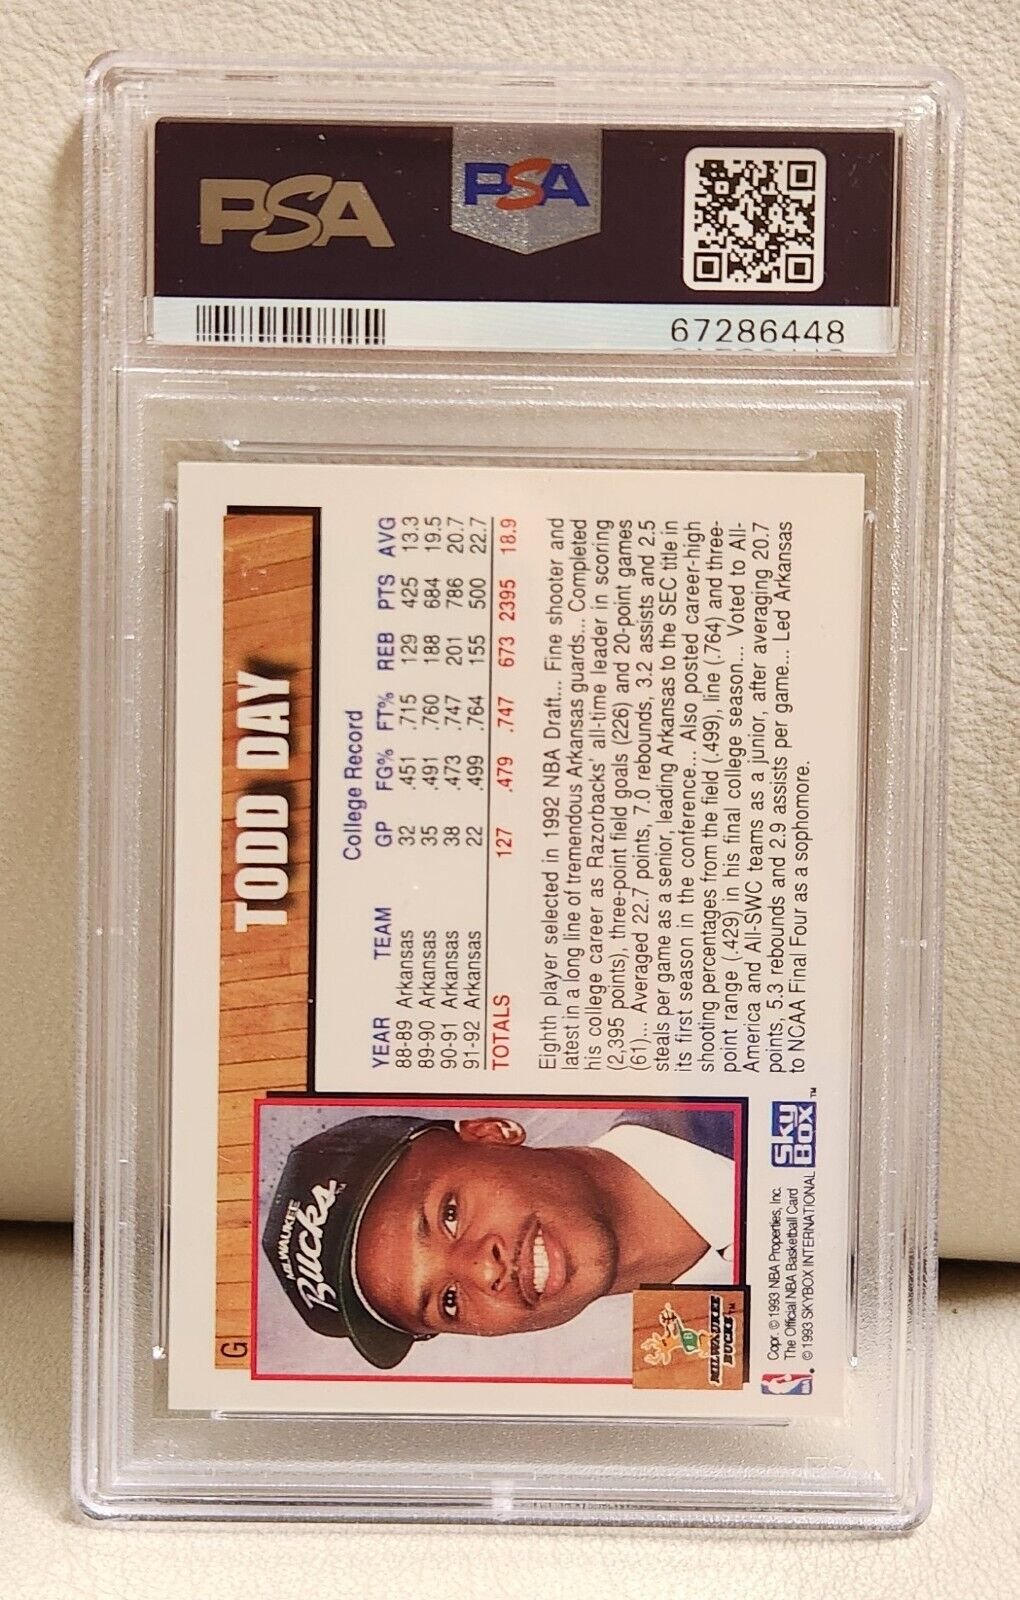 PSA
PSA
67286448
G
TODD DAY
College Record
YEAR TEAM GP FG% FT% REB PTS AVG
88-89 Arkansas 32 .451 .715 129 425 13.3
89-90 Arkansas 35 .491 .760 188 684 19.5
90-91 Arkansas 38 .473 .747 201 786 20.7
91-92 Arkansas 22 .499 .764 155 500 22.7
TOTALS 127 .479 .747 673 2395 18.9
Eighth player selected in 1992 NBA Draft... Fine shooter and
latest in a long line of tremendous Arkansas guards... Completed
his college career as Razorbacks' all-time leader in scoring
(2,395 points), three-point field goals (226) and 20-point games
(61)... Averaged 22.7 points, 7.0 rebounds, 3.2 assists and 2.5
steals per game as a senior, leading Arkansas to the SEC title in
its first season in the conference... Also posted career-high
shooting percentages from the field (.499), line (.764) and three-
point range (.429) in his final college season... Voted to All-
America and All-SWC teams as a junior, after averaging 20.7
points, 5.3 rebounds and 2.9 assists per game... Led Arkansas
to NCAA Final Four as a sophomore.
MILWAUKEE
Bucks
MILWAUKEE
BUCKS™
NBA
Copr. © 1993 NBA Properties, Inc.
The Official NBA Basketball Card
© 1993 SKYBOX INTERNATIONAL
Sky
BOX™